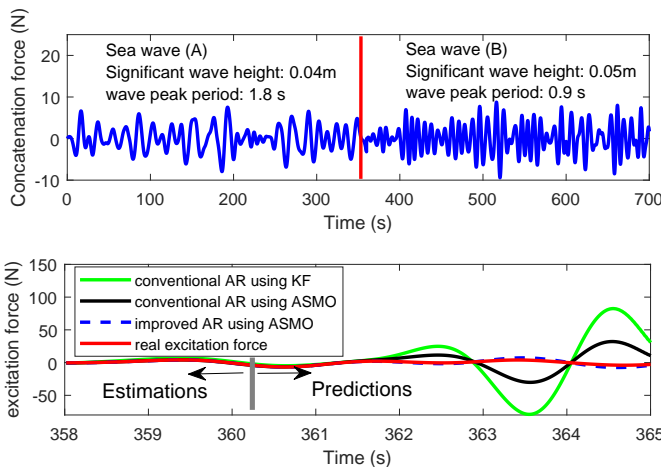 Concatenation force (N)
20
10
0
-10
Sea wave (A)
Significant wave height: 0.04m
wave peak period: 1.8 s
Sea wave (B)
Significant wave height: 0.05m
wave peak period: 0.9 s
0 100 200 300 400 500 600 700
Time (s)
excitation force (N)
150
100
50
0
-50
conventional AR using KF
conventional AR using ASMO
improved AR using ASMO
real excitation force
Estimations
Predictions
358 359 360 361 362 363 364 365
Time (s)